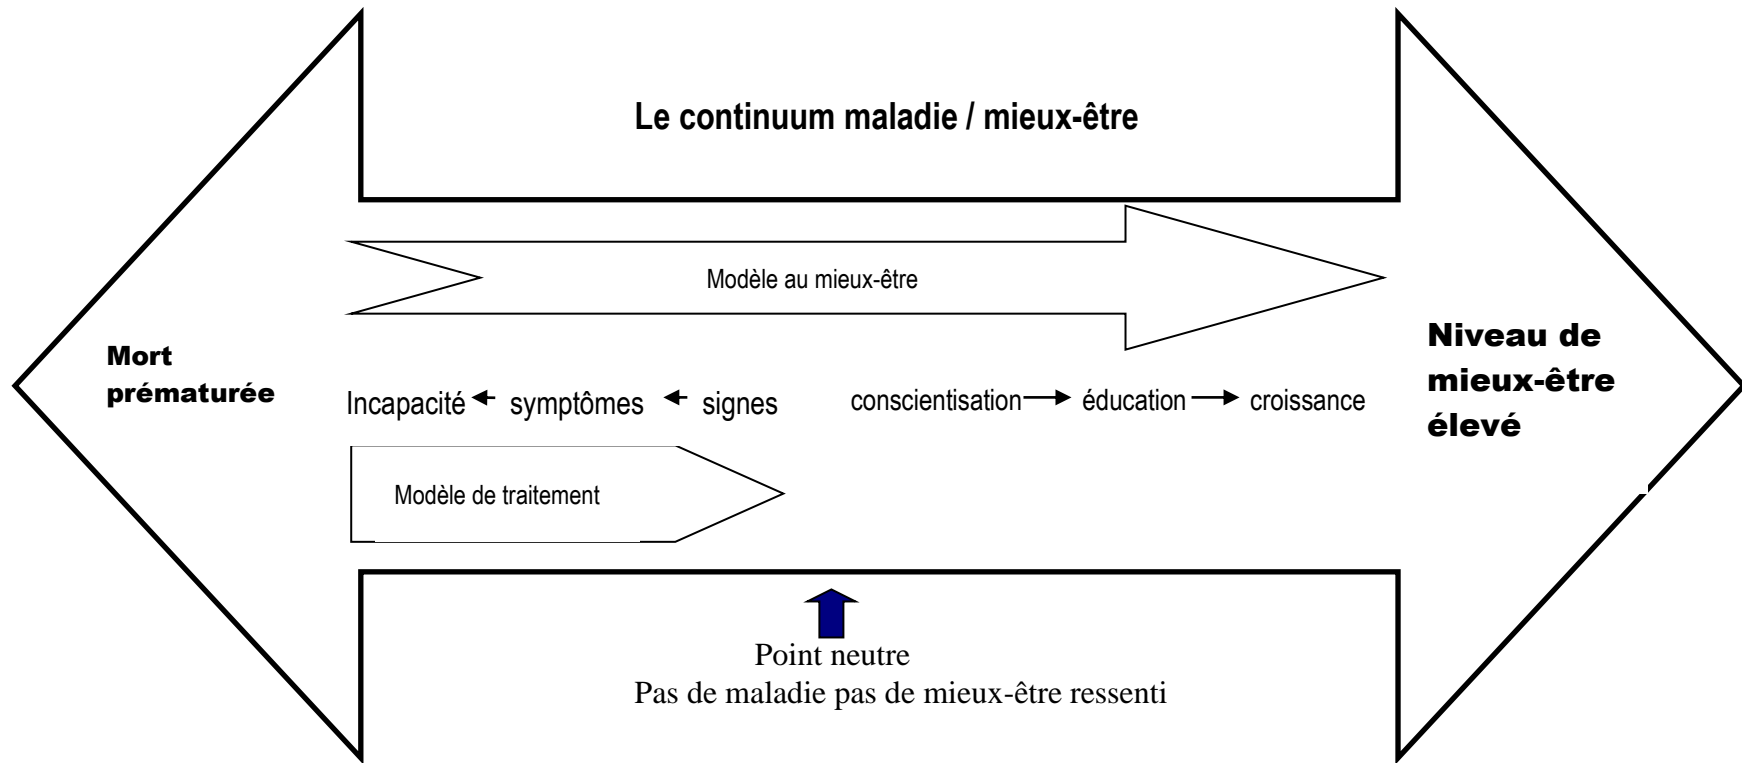 Le continuum maladie / mieux-être
Modèle au mieux-être
Mort
prématurée
Incapacité symptômes signes conscientisation éducation croissance
Niveau de
mieux-être
élevé
Modèle de traitement
Point neutre
Pas de maladie pas de mieux-être ressenti